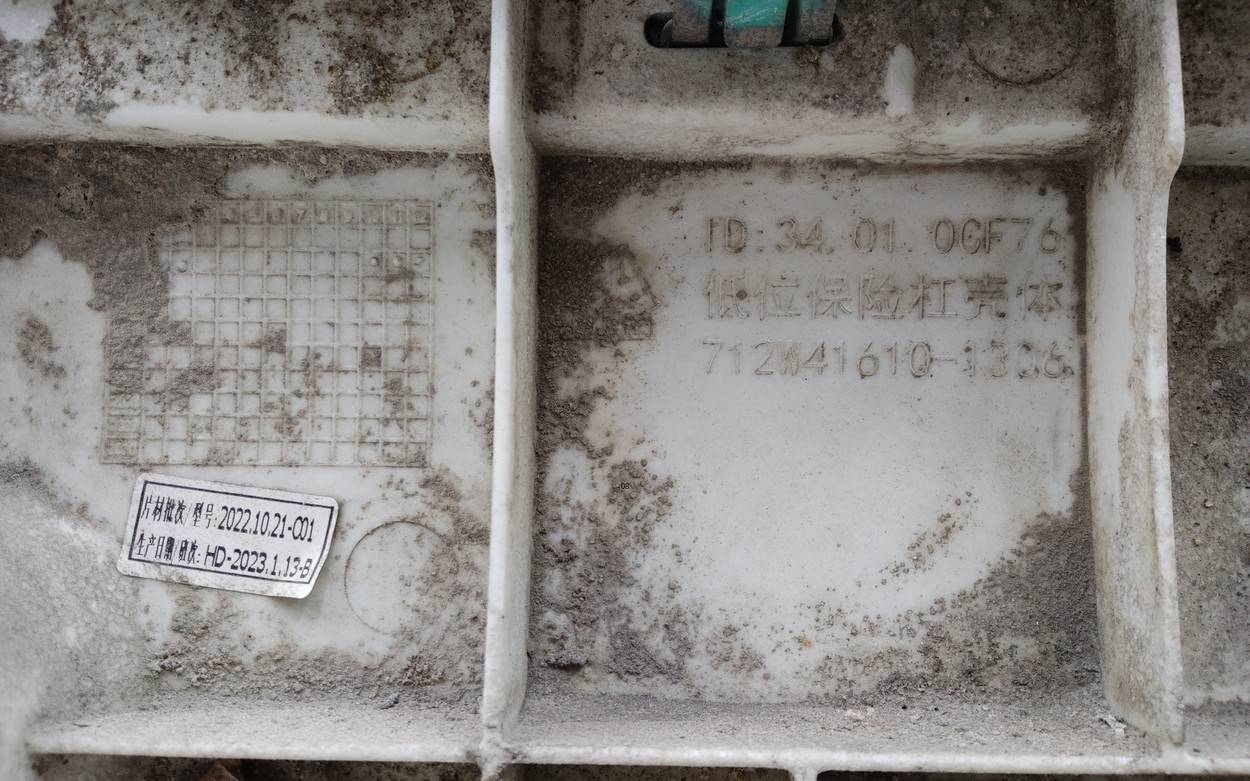 ID:34.01.0GF76
低位保险杠壳体
712W41610-1306
片材批次/型号:2022.10.21-C01
生产日期/班次:HD-2023.1.13-B